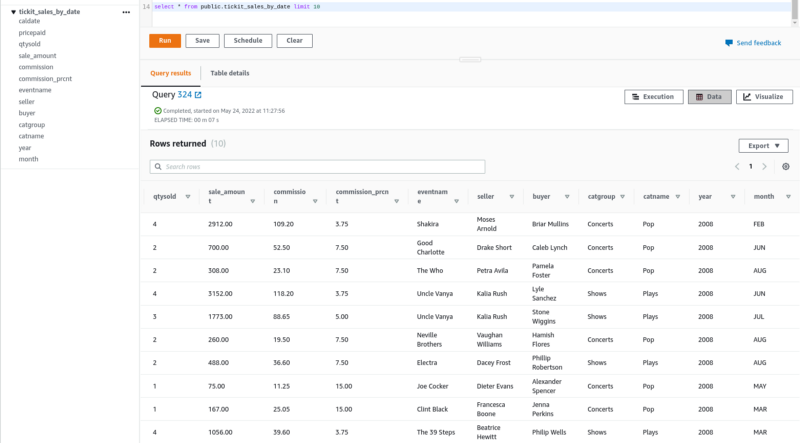 tickit_sales_by_date
caldate
pricepaid
qtysold
sale_amount
commission
commission_prcnt
eventname
seller
buyer
catgroup
catname
year
month
14 select * from public.tickit_sales_by_date limit 10
Run Save Schedule Clear
Send feedback
Query results Table details
Query 324
Completed, started on May 24, 2022 at 11:27:56
ELAPSED TIME: 00 m 07 s
Execution Data Visualize
Rows returned (10)
Export
Search rows
1
qtysold sale_amount commission commission_prcnt eventname seller buyer catgroup catname year month
4 2912.00 109.20 3.75 Shakira Moses Arnold Briar Mullins Concerts Pop 2008 FEB
2 700.00 52.50 7.50 Good Charlotte Drake Short Caleb Lynch Concerts Pop 2008 JUN
2 308.00 23.10 7.50 The Who Petra Avila Pamela Foster Concerts Pop 2008 AUG
4 3152.00 118.20 3.75 Uncle Vanya Kalia Rush Lyle Sanchez Shows Plays 2008 JUN
3 1773.00 88.65 5.00 Uncle Vanya Kalia Rush Stone Wiggins Shows Plays 2008 JUL
2 260.00 19.50 7.50 Neville Brothers Vaughan Williams Hamish Flores Concerts Pop 2008 AUG
2 488.00 36.60 7.50 Electra Dacey Frost Phillip Robertson Shows Plays 2008 AUG
1 75.00 11.25 15.00 Joe Cocker Dieter Evans Alexander Spencer Concerts Pop 2008 MAY
1 167.00 25.05 15.00 Clint Black Francesca Boone Jenna Perkins Concerts Pop 2008 MAR
4 1056.00 39.60 3.75 The 39 Steps Beatrice Hewitt Philip Wells Shows Plays 2008 MAR